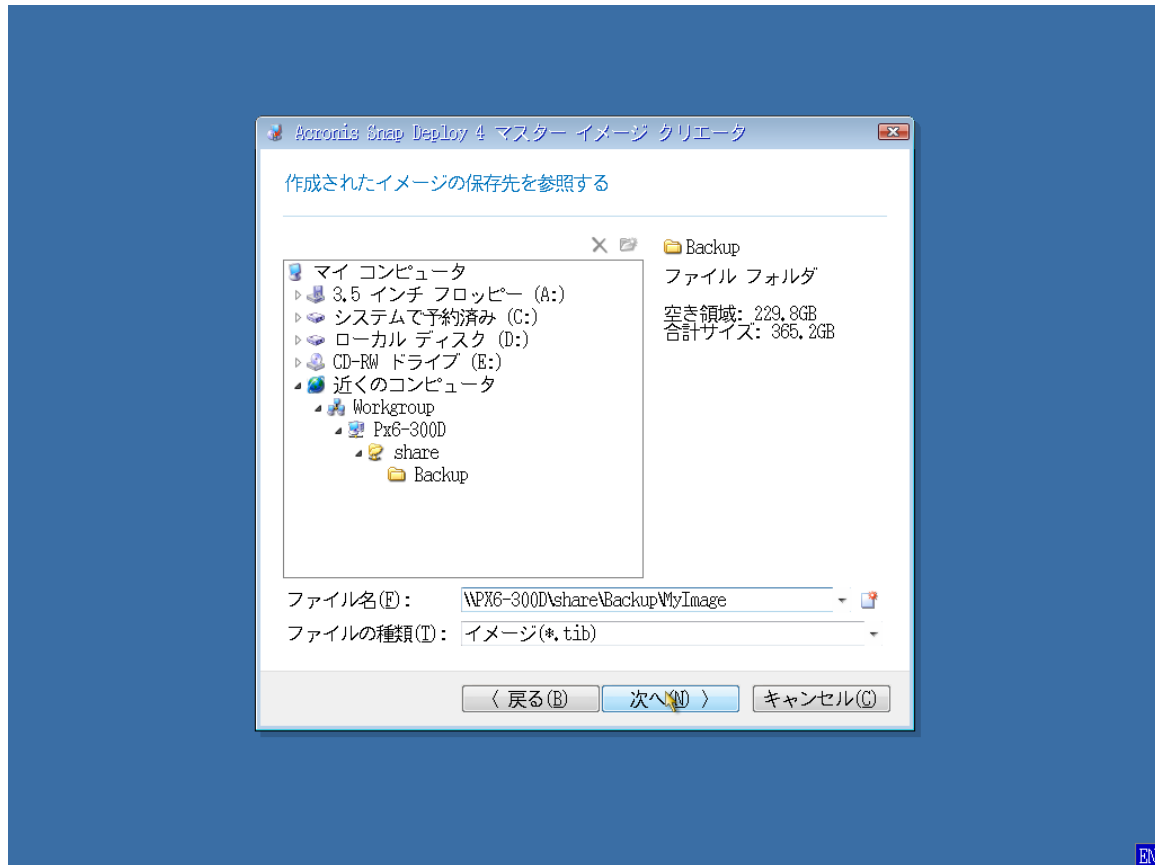 Acronis Snap Deploy 4 マスター イメージ クリエータ
作成されたイメージの保存先を参照する
Backup
ファイル フォルダ
空き領域: 229.8GB
合計サイズ: 365.2GB
マイ コンピュータ
3.5 インチ フロッピー (A:)
システムで予約済み (C:)
ローカル ディスク (D:)
CD-RW ドライブ (E:)
近くのコンピュータ
Workgroup
Px6-300D
share
Backup
ファイル名(F): \\PX6-300D\share\Backup\MyImage
ファイルの種類(T): イメージ(*.tib)
〈 戻る(B) 次へ(N) 〉 キャンセル(C)
EN